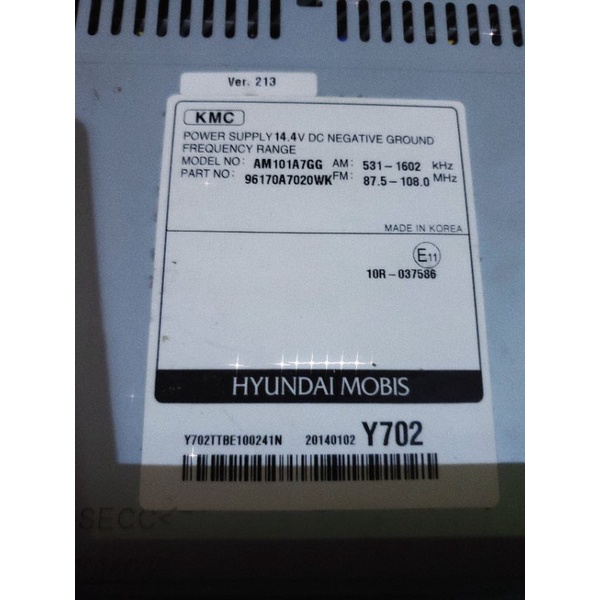 Ver. 213
KMC
POWER SUPPLY 14.4V DC NEGATIVE GROUND
FREQUENCY RANGE
MODEL NO: AM101A7GG AM: 531-1602 kHz
PART NO: 96170A7020WK FM: 87.5-108.0 MHz
MADE IN KOREA
E11
10R-037586
HYUNDAI MOBIS
Y702TTBE100241N 20140102 Y702
SECC